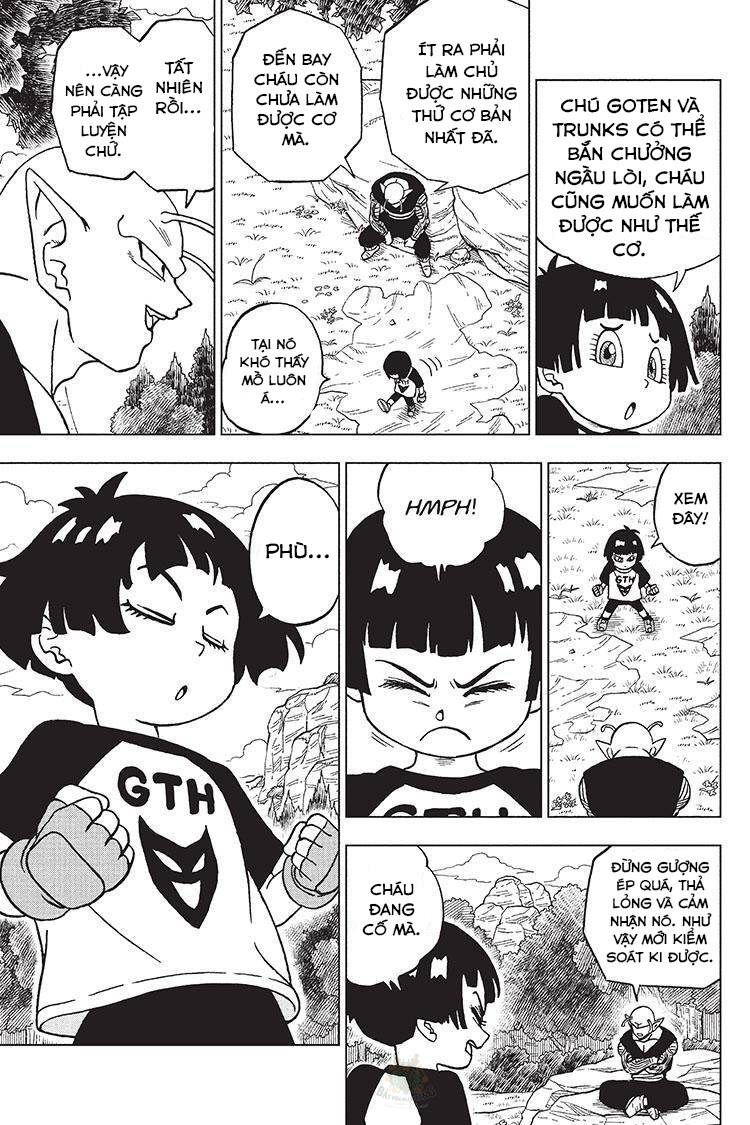 CHÚ GOTEN VÀ
TRUNKS CÓ THỂ
BẮN CHƯỞNG
NGẦU LÒI, CHÁU
CŨNG MUỐN LÀM
ĐƯỢC NHƯ THẾ
CƠ.
ÍT RA PHẢI
LÀM CHỦ
ĐƯỢC NHỮNG
THỨ CƠ BẢN
NHẤT ĐÃ.
ĐẾN BAY
CHÁU CÒN
CHƯA LÀM
ĐƯỢC CƠ
MÀ.
TẠI NÓ
KHÓ THẤY
MỒ LUÔN
Á...
TẤT
NHIÊN
RỒI...
...VẬY
NÊN CÀNG
PHẢI TẬP
LUYỆN
CHỨ.
XEM
ĐÂY!
GTH
HMPH!
GTH
PHÙ...
GTH
ĐỪNG GƯỢNG
ÉP QUÁ, THẢ
LỎNG VÀ CẢM
NHẬN NÓ. NHƯ
VẬY MỚI KIỂM
SOÁT KI ĐƯỢC.
CHÁU
ĐANG
CỐ MÀ.